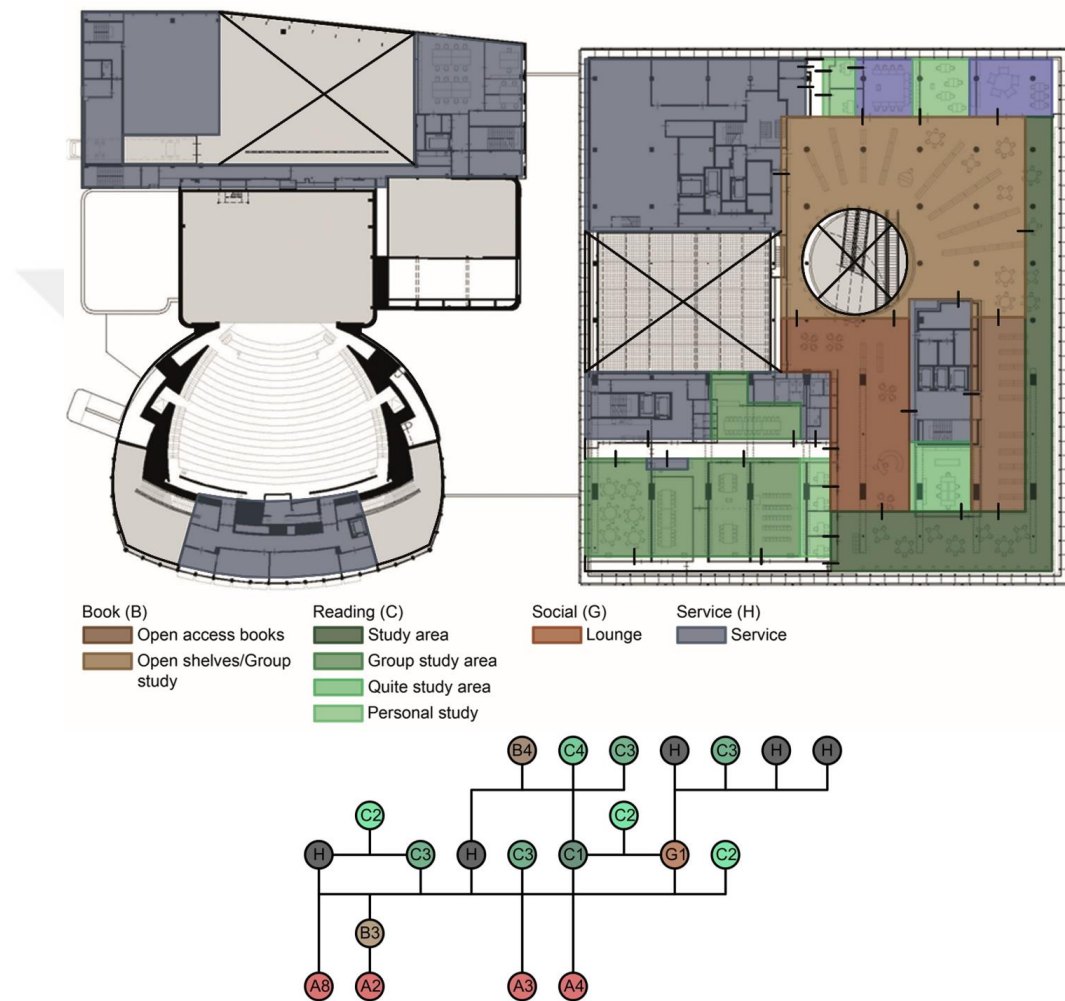 Book (B)
Open access books
Open shelves/Group
study
Reading (C)
Study area
Group study area
Quite study area
Personal study
Social (G)
Lounge
Service (H)
Service
B4 C4 C3 H C3 H H
C2 C2
H C3 H C3 C1 G1 C2
B3
A8 A2 A3 A4